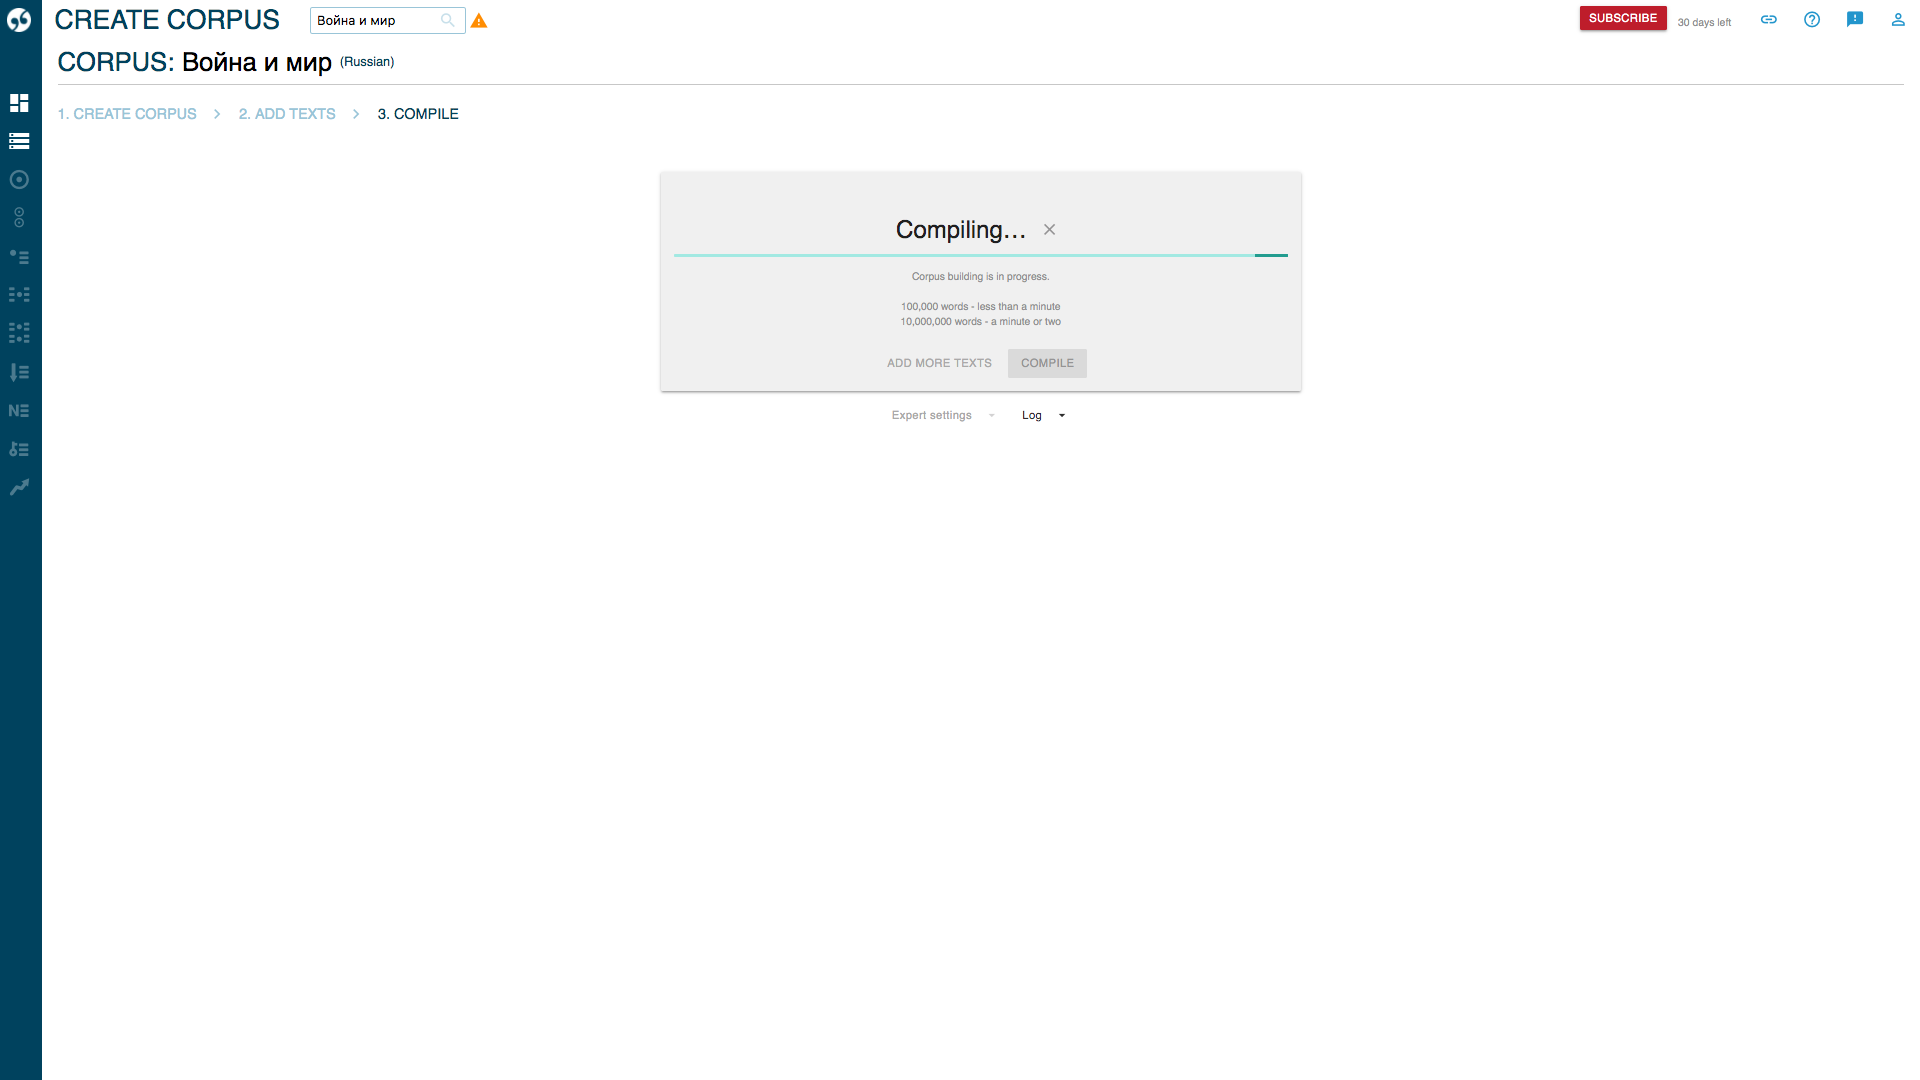 CREATE CORPUS
Война и мир
SUBSCRIBE
30 days left
CORPUS: Война и мир (Russian)
1. CREATE CORPUS
2. ADD TEXTS
3. COMPILE
Compiling...
Corpus building is in progress.
100,000 words - less than a minute
10,000,000 words - a minute or two
ADD MORE TEXTS
COMPILE
Expert settings
Log